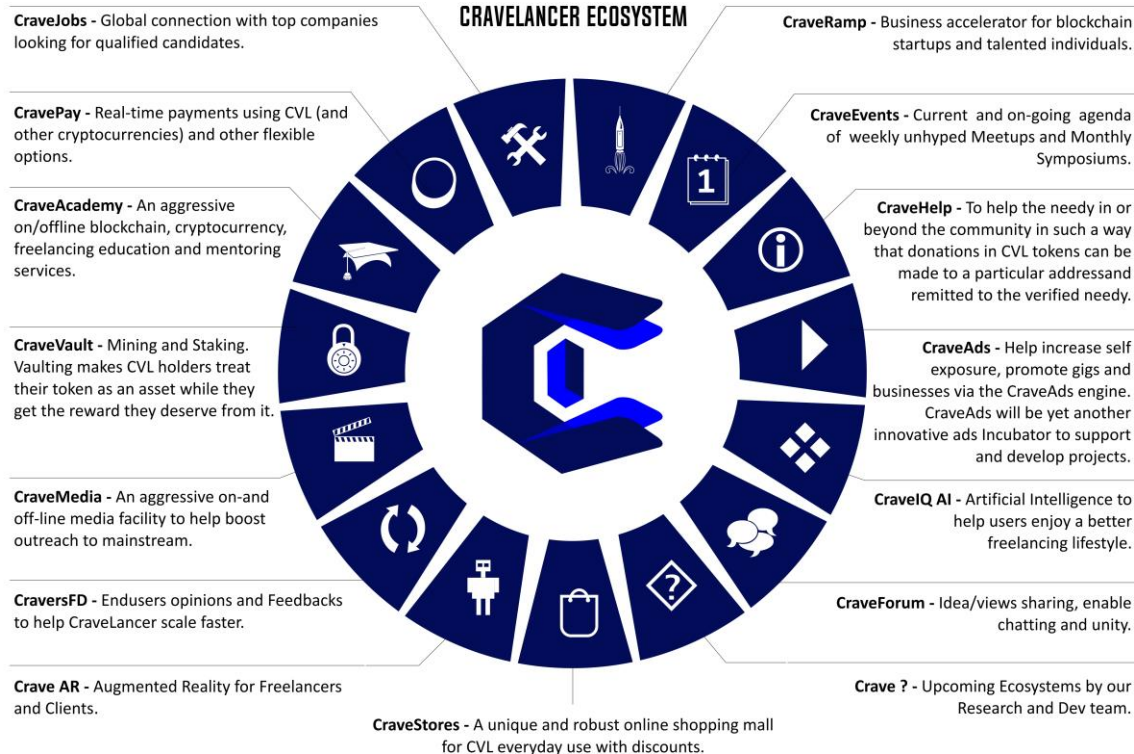 CRAVELANCER ECOSYSTEM
CraveJobs - Global connection with top companies
looking for qualified candidates.
CravePay - Real-time payments using CVL (and
other cryptocurrencies) and other flexible
options.
CraveAcademy - An aggressive
on/offline blockchain, cryptocurrency,
freelancing education and mentoring
services.
CraveVault - Mining and Staking.
Vaulting makes CVL holders treat
their token as an asset while they
get the reward they deserve from it.
CraveMedia - An aggressive on-and
off-line media facility to help boost
outreach to mainstream.
CraversFD - Endusers opinions and Feedbacks
to help CraveLancer scale faster.
Crave AR - Augmented Reality for Freelancers
and Clients.
CraveStores - A unique and robust online shopping mall
for CVL everyday use with discounts.
CraveRamp - Business accelerator for blockchain
startups and talented individuals.
CraveEvents - Current and on-going agenda
of weekly unhyped Meetups and Monthly
Symposiums.
CraveHelp - To help the needy in or
beyond the community in such a way
that donations in CVL tokens can be
made to a particular addressand
remitted to the verified needy.
CraveAds - Help increase self
exposure, promote gigs and
businesses via the CraveAds engine.
CraveAds will be yet another
innovative ads Incubator to support
and develop projects.
CraveIQ AI - Artificial Intelligence to
help users enjoy a better
freelancing lifestyle.
CraveForum - Idea/views sharing, enable
chatting and unity.
Crave ? - Upcoming Ecosystems by our
Research and Dev team.
1
?